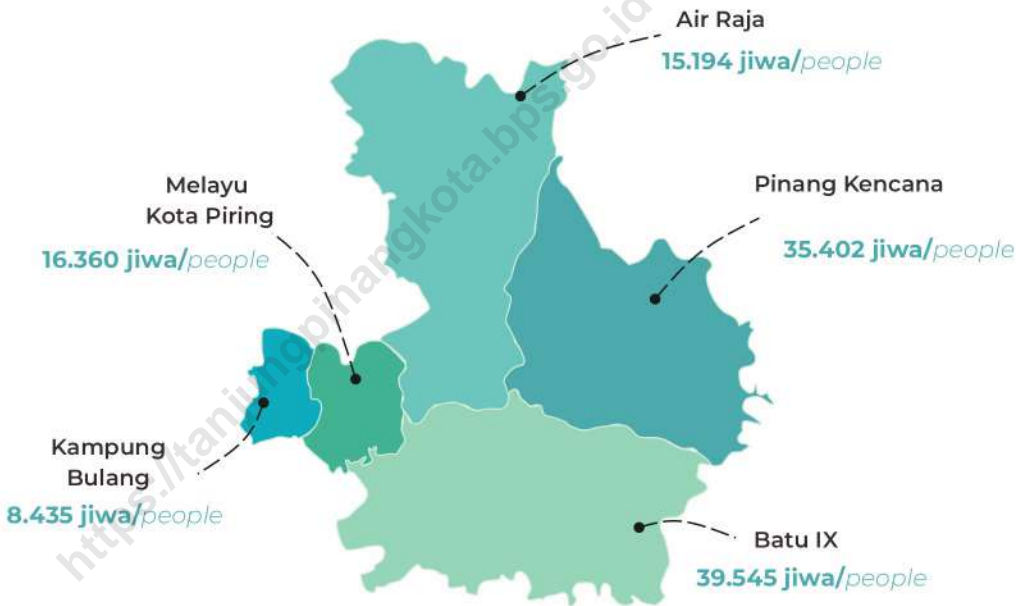 Air Raja
15.194 jiwa/people
Melayu
Kota Piring
16.360 jiwa/people
Pinang Kencana
35.402 jiwa/people
Kampung
Bulang
8.435 jiwa/people
Batu IX
39.545 jiwa/people
https://tanjungpinangkota.bps.go.id